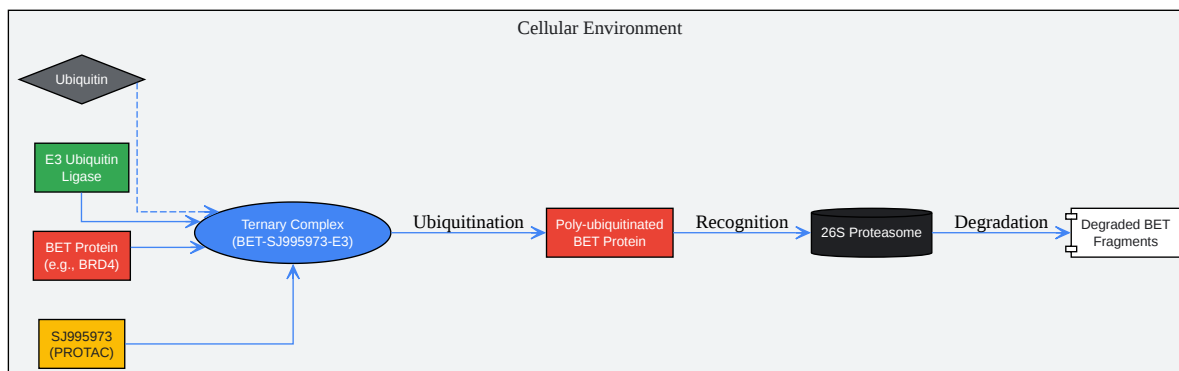 Cellular Environment
Ubiquitin
E3 Ubiquitin
Ligase
BET Protein
(e.g., BRD4)
SJ995973
(PROTAC)
Ternary Complex
(BET-SJ995973-E3)
Ubiquitination
Poly-ubiquitinated
BET Protein
Recognition
26S Proteasome
Degradation
Degraded BET
Fragments